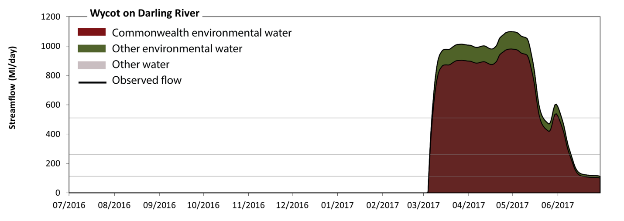 Wycot on Darling River
1200
1000
800
600
400
200
0
Streamflow (Ml/day)
Commonwealth environmental water
Other environmental water
Other water
Observed flow
07/2016 08/2016 09/2016 10/2016 11/2016 12/2016 01/2017 02/2017 03/2017 04/2017 05/2017 06/2017